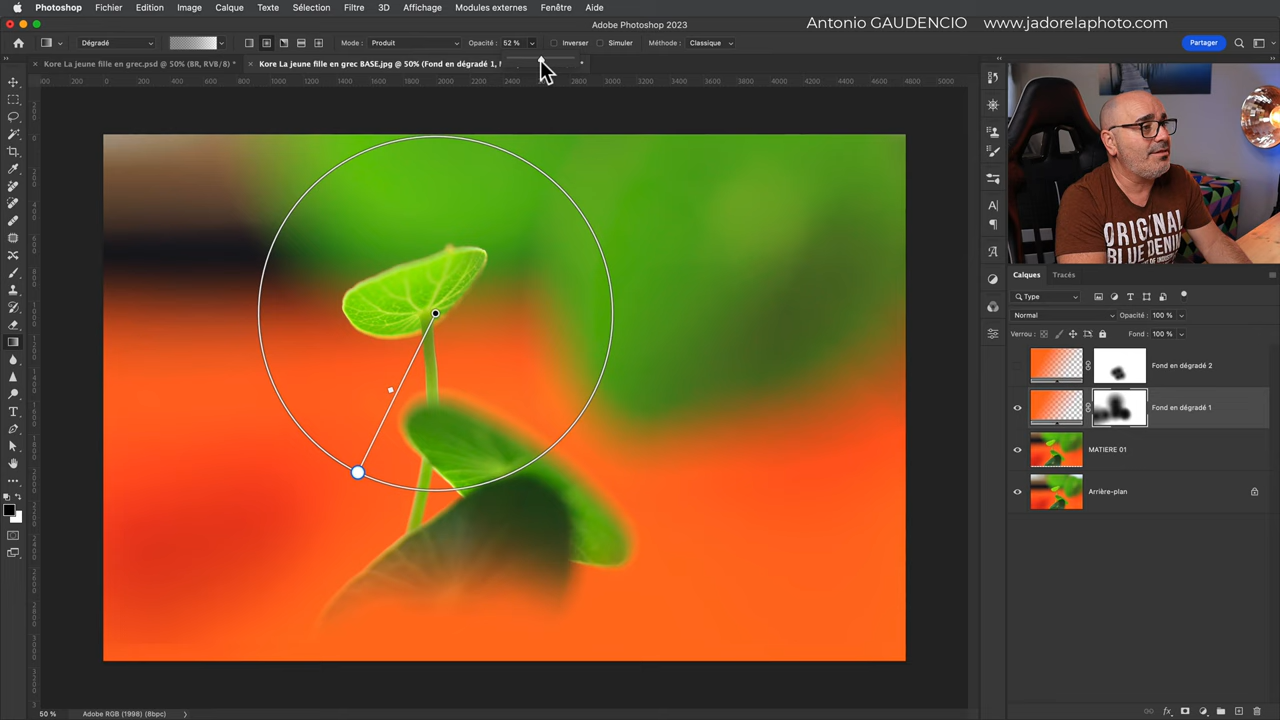 Photoshop Fichier Edition Image Calque Texte Sélection Filtre 3D Affichage Modules externes Fenêtre Aide
Adobe Photoshop 2023
Antonio GAUDENCIO www.jadorelaphoto.com
Dégradé Mode : Produit Opacité : 52 % Inverser Simuler Méthode : Classique Partager
× Kore La jeune fille en grec.psd @ 50% (BR, RVB/8) * × Kore La jeune fille en grec BASE.jpg @ 50% (Fond en dégradé 1, *
ORIGINAL
BLUE DENIM
Calques Tracés
Type
Normal Opacité : 100 %
Verrou : Fond : 100 %
Fond en dégradé 2
Fond en dégradé 1
MATIERE 01
Arrière-plan
50 % Adobe RGB (1998) (8bpc)